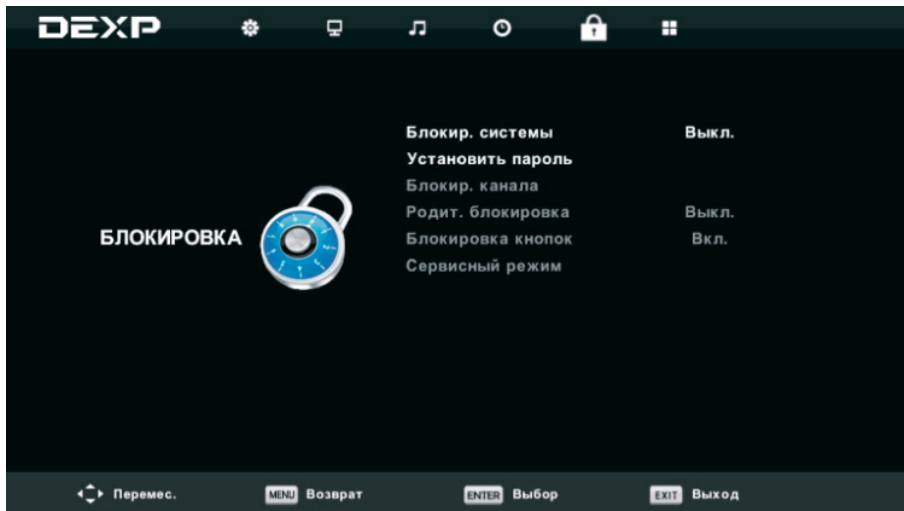 DEXP
Блокир. системы Выкл.
Установить пароль
Блокир. канала
Родит. блокировка Выкл.
Блокировка кнопок Вкл.
Сервисный режим
БЛОКИРОВКА
Перемес. MENU Возврат ENTER Выбор EXIT Выход